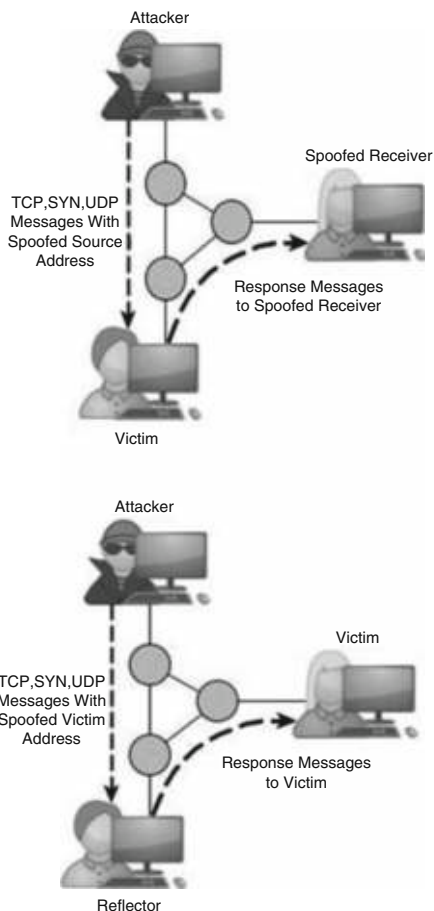 Attacker
Spoofed Receiver
TCP,SYN,UDP
Messages With
Spoofed Source
Address
Response Messages
to Spoofed Receiver
Victim
Attacker
Victim
TCP,SYN,UDP
Messages With
Spoofed Victim
Address
Response Messages
to Victim
Reflector